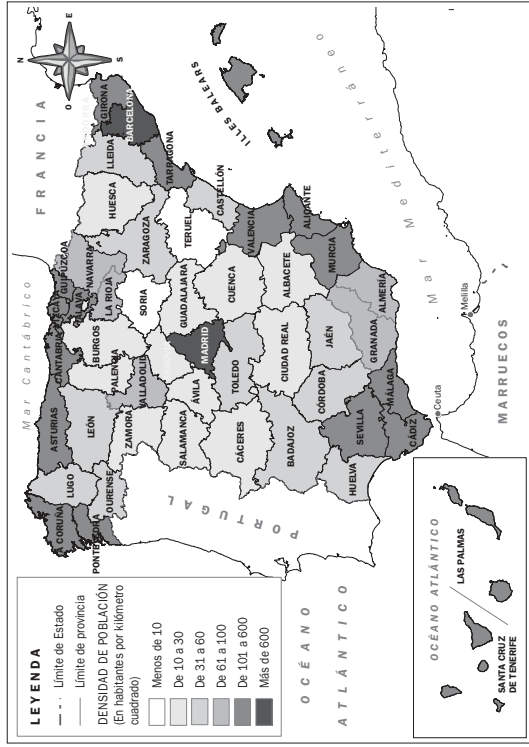 LEYENDA
Límite de Estado
Límite de provincia
DENSIDAD DE POBLACIÓN
(En habitantes por kilómetro
cuadrado)
Menos de 10
De 10 a 30
De 31 a 60
De 61 a 100
De 101 a 600
Más de 600
Mar Cantábrico
FRANCIA
N
E
S
O
A CORUÑA
LUGO
PONTEVEDRA
OURENSE
ASTURIAS
CANTABRIA
VIZCAYA
GUIPÚZCOA
ÁLAVA
NAVARRA
LA RIOJA
LEÓN
PALENCIA
BURGOS
ZAMORA
VALLADOLID
SORIA
HUESCA
ZARAGOZA
TERUEL
LLEIDA
GIRONA
BARCELONA
TARRAGONA
SALAMANCA
ÁVILA
MADRID
GUADALAJARA
CUENCA
TOLEDO
CÁCERES
BADAJOZ
CIUDAD REAL
ALBACETE
CASTELLÓN
VALENCIA
ALICANTE
MURCIA
ILLES BALEARS
HUELVA
SEVILLA
CÓRDOBA
JAÉN
GRANADA
ALMERÍA
MÁLAGA
CÁDIZ
PORTUGAL
OCÉANO
ATLÁNTICO
Mar Mediterráneo
Ceuta
Melilla
MARRUECOS
OCÉANO ATLÁNTICO
LAS PALMAS
SANTA CRUZ
DE TENERIFE